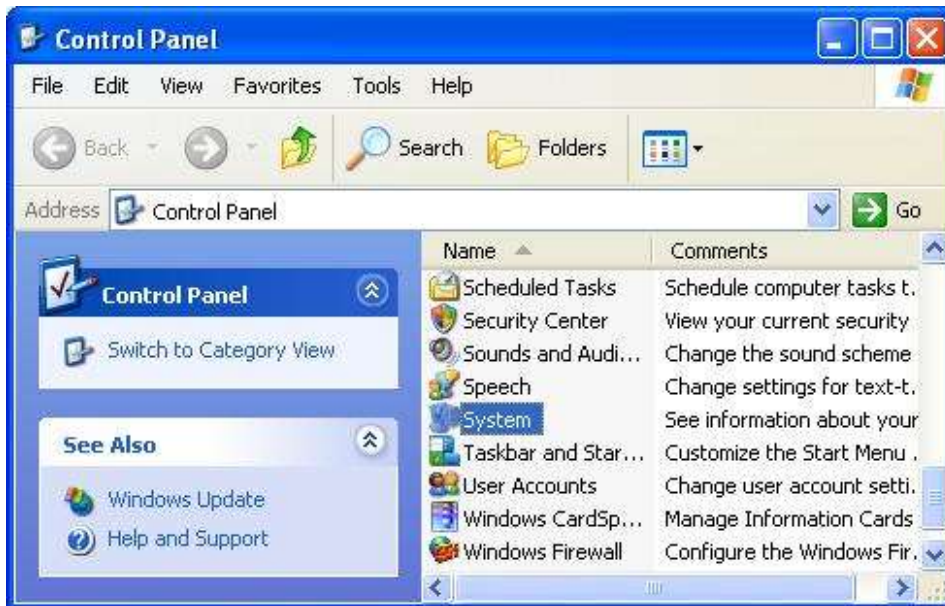 Control Panel
File Edit View Favorites Tools Help
Back Search Folders
Address Control Panel Go
Control Panel
Switch to Category View
See Also
Windows Update
Help and Support
Name Comments
Scheduled Tasks Schedule computer tasks t.
Security Center View your current security
Sounds and Audi... Change the sound scheme
Speech Change settings for text-t.
System See information about your
Taskbar and Star... Customize the Start Menu .
User Accounts Change user account setti.
Windows CardSp... Manage Information Cards
Windows Firewall Configure the Windows Fir.